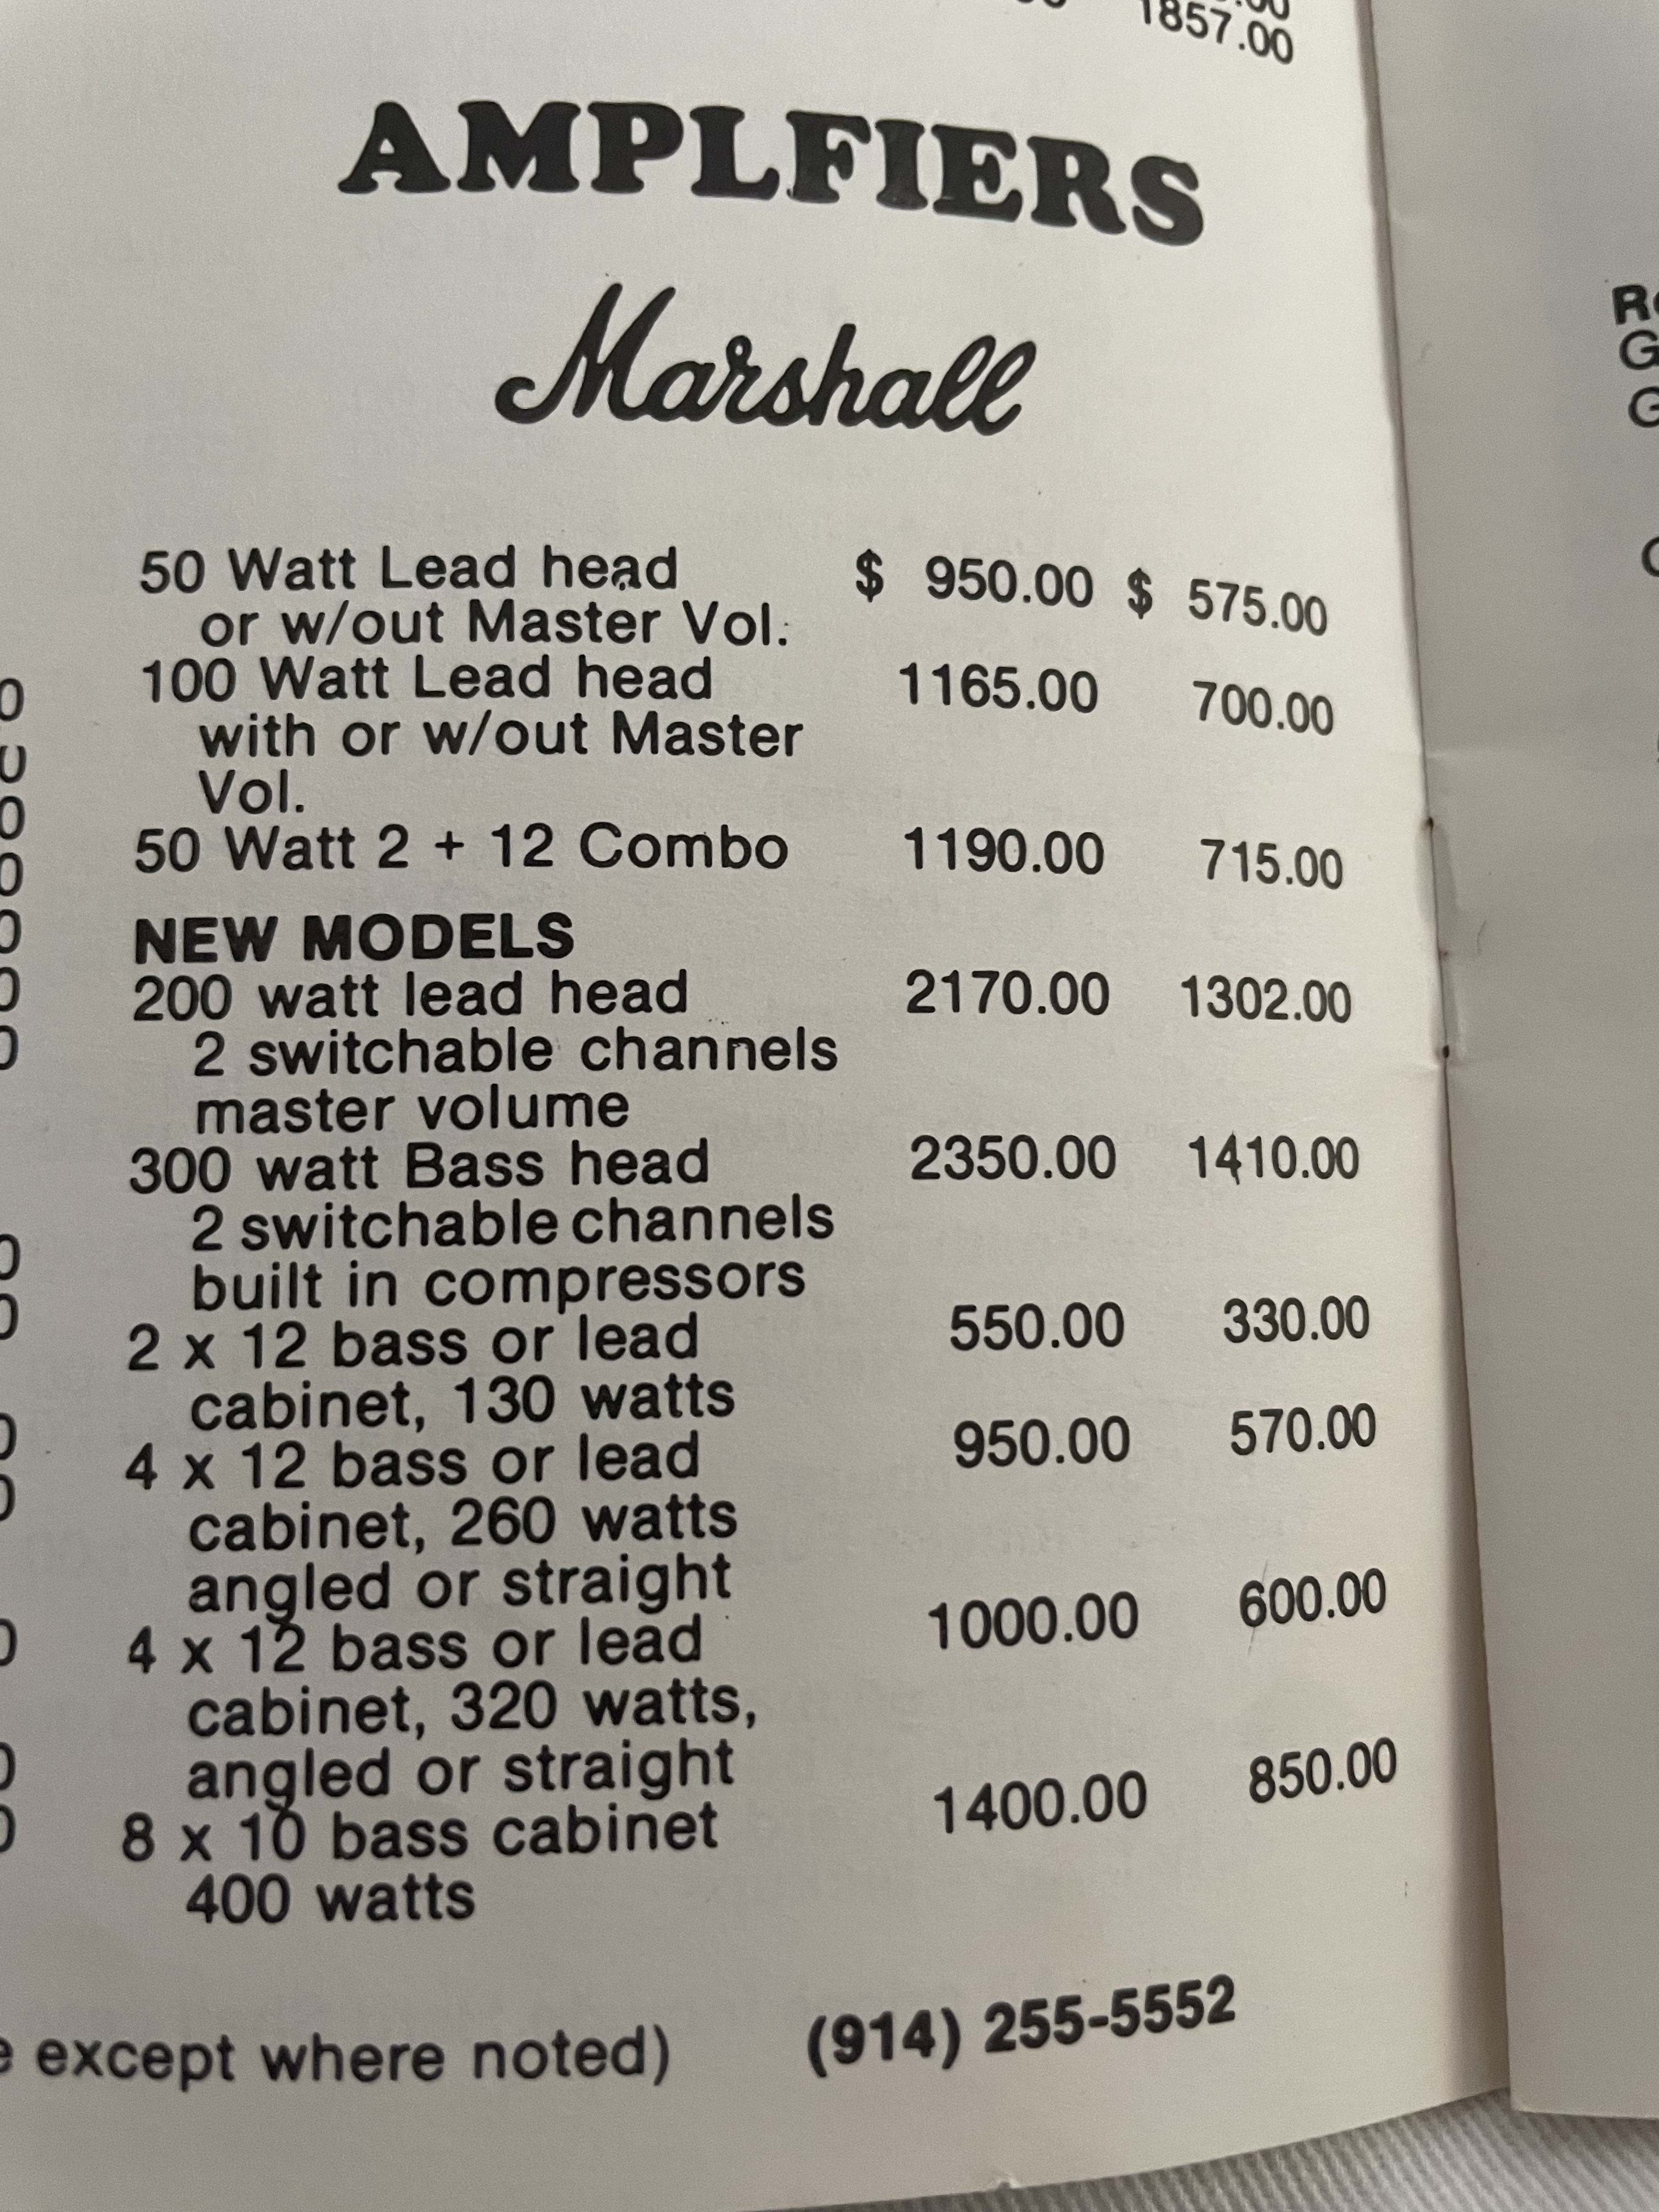 1857.00
AMPLFIERS
Marshall
50 Watt Lead head $ 950.00 $ 575.00
or w/out Master Vol.
100 Watt Lead head 1165.00 700.00
with or w/out Master
Vol.
50 Watt 2 + 12 Combo 1190.00 715.00
NEW MODELS
200 watt lead head 2170.00 1302.00
2 switchable channels
master volume
300 watt Bass head 2350.00 1410.00
2 switchable channels
built in compressors
2 x 12 bass or lead 550.00 330.00
cabinet, 130 watts
4 x 12 bass or lead 950.00 570.00
cabinet, 260 watts
angled or straight
4 x 12 bass or lead 1000.00 600.00
cabinet, 320 watts,
angled or straight
8 x 10 bass cabinet 1400.00 850.00
400 watts
except where noted) (914) 255-5552